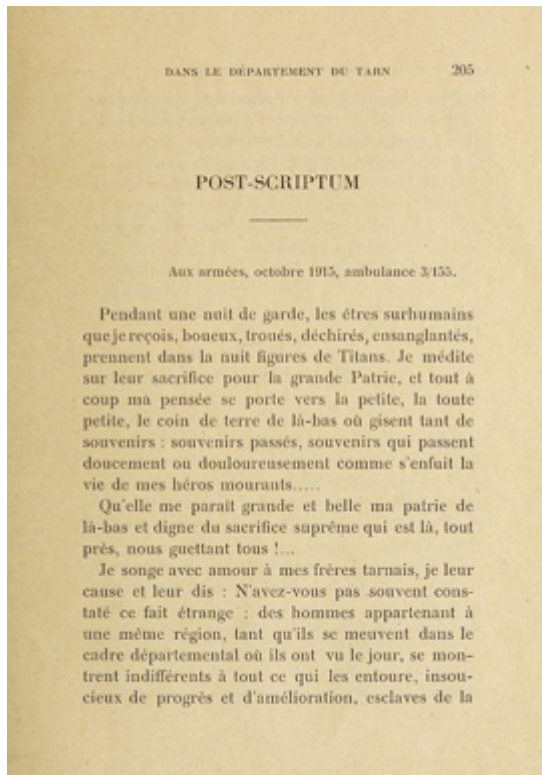 DANS LE DÉPARTEMENT DU TARN 205
POST-SCRIPTUM
Aux armées, octobre 1915, ambulance 3/155.
Pendant une nuit de garde, les êtres surhumains
que je reçois, boueux, troués, déchirés, ensanglantés,
prennent dans la nuit figures de Titans. Je médite
sur leur sacrifice pour la grande Patrie, et tout à
coup ma pensée se porte vers la petite, la toute
petite, le coin de terre de là-bas où gisent tant de
souvenirs : souvenirs passés, souvenirs qui passent
doucement ou douloureusement comme s'enfuit la
vie de mes héros mourants.....
Qu'elle me paraît grande et belle ma patrie de
là-bas et digne du sacrifice suprême qui est là, tout
près, nous guettant tous !...
Je songe avec amour à mes frères tarnais, je leur
cause et leur dis : N'avez-vous pas souvent cons-
taté ce fait étrange : des hommes appartenant à
une même région, tant qu'ils se meuvent dans le
cadre départemental où ils ont vu le jour, se mon-
trent indifférents à tout ce qui les entoure, insou-
cieux de progrès et d'amélioration, esclaves de la